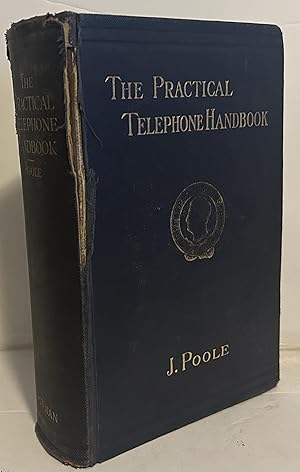 THE
PRACTICAL
TELEPHONE
HANDBOOK
POOLE
THE PRACTICAL
TELEPHONE HANDBOOK
J. POOLE